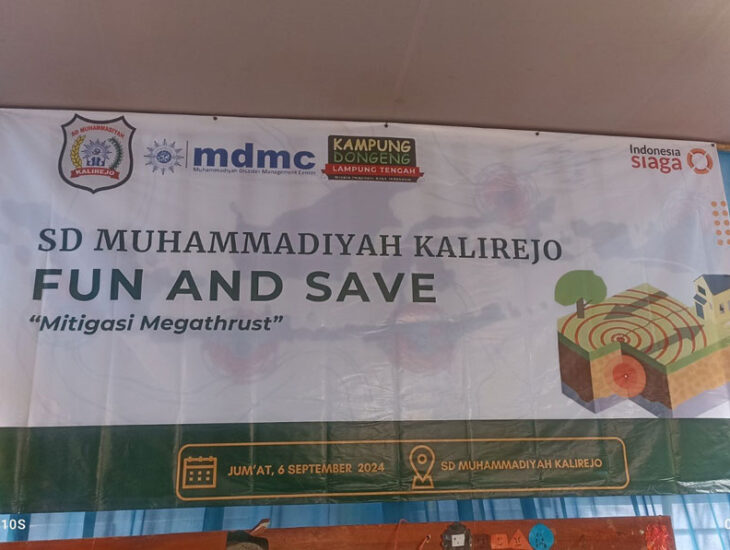 SD MUHAMMADIYAH
KALIREJO
mdmc
Muhammadiyah Disaster Management Center
KAMPUNG
DONGENG
LAMPUNG TENGAH
Indonesia
siaga
SD MUHAMMADIYAH KALIREJO
FUN AND SAVE
“Mitigasi Megathrust”
JUM'AT, 6 SEPTEMBER 2024
SD MUHAMMADIYAH KALIREJO
10S